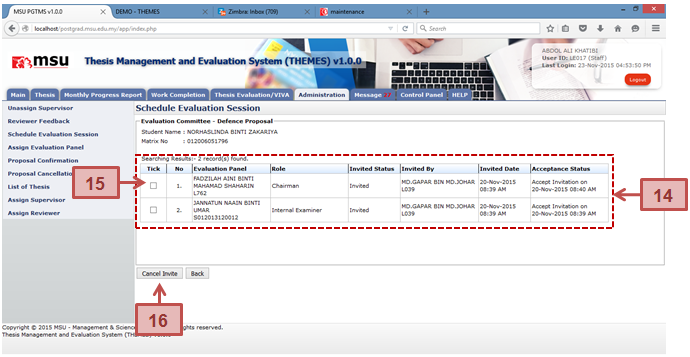 MSU PGTMS v1.0.0
DEMO - THEMES
Zimbra: Inbox (709)
maintenance
localhost/postgrad.msu.edu.my/app/index.php
Search
msu
Thesis Management and Evaluation System (THEMES) v1.0.0
ABDOL ALI KHATIBI
User ID: LE017 (Staff)
Last Login: 23-Nov-2015 04:53:50 PM
Logout
Main Thesis Monthly Progress Report Work Completion Thesis Evaluation/VIVA Administration Message Control Panel HELP
Unassign Supervisor
Reviewer Feedback
Schedule Evaluation Session
Assign Evaluation Panel
Proposal Confirmation
Proposal Cancellation
List of Thesis
Assign Supervisor
Assign Reviewer
Schedule Evaluation Session
Evaluation Committee - Defence Proposal
Student Name : NORHASLINDA BINTI ZAKARIYA
Matrix No : 012006051796
Searching Results:- 2 record(s) found.
Tick No Evaluation Panel Role Invited Status Invited By Invited Date Acceptance Status
1. FADZILAH AINI BINTI MAHAMAD SHAHARIN L762 Chairman Invited MD.GAPAR BIN MD.JOHAR L039 20-Nov-2015 08:39 AM Accept Invitation on 20-Nov-2015 08:40 AM
2. JANNATUN NAAIN BINTI UMAR S012013120012 Internal Examiner Invited MD.GAPAR BIN MD.JOHAR L039 20-Nov-2015 08:39 AM Accept Invitation on 20-Nov-2015 08:39 AM
15
14
Cancel Invite Back
16
Copyright © 2015 MSU - Management & Scienc rights reserved.
Thesis Management and Evaluation System (TH